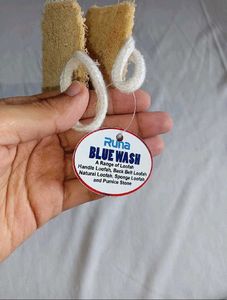 Runa
BLUE WASH
A Range of Loofah
Handle Loofah, Back Belt Loofah
Natural Loofah, Sponge Loofah
and Pumice Stone